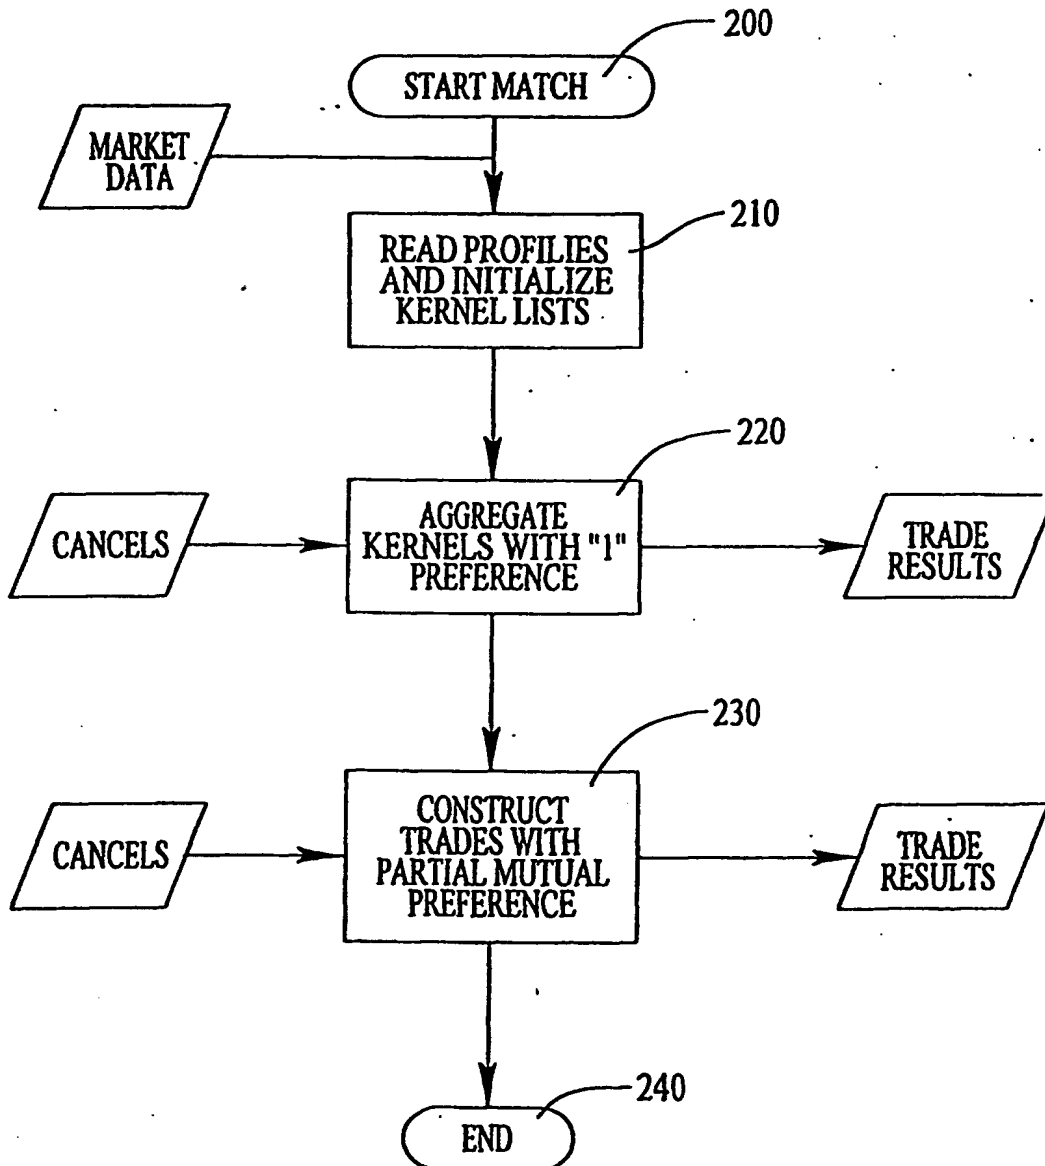 200
START MATCH
MARKET
DATA
210
READ PROFILIES
AND INITIALIZE
KERNEL LISTS
220
CANCELS
AGGREGATE
KERNELS WITH "1"
PREFERENCE
TRADE
RESULTS
230
CANCELS
CONSTRUCT
TRADES WITH
PARTIAL MUTUAL
PREFERENCE
TRADE
RESULTS
240
END